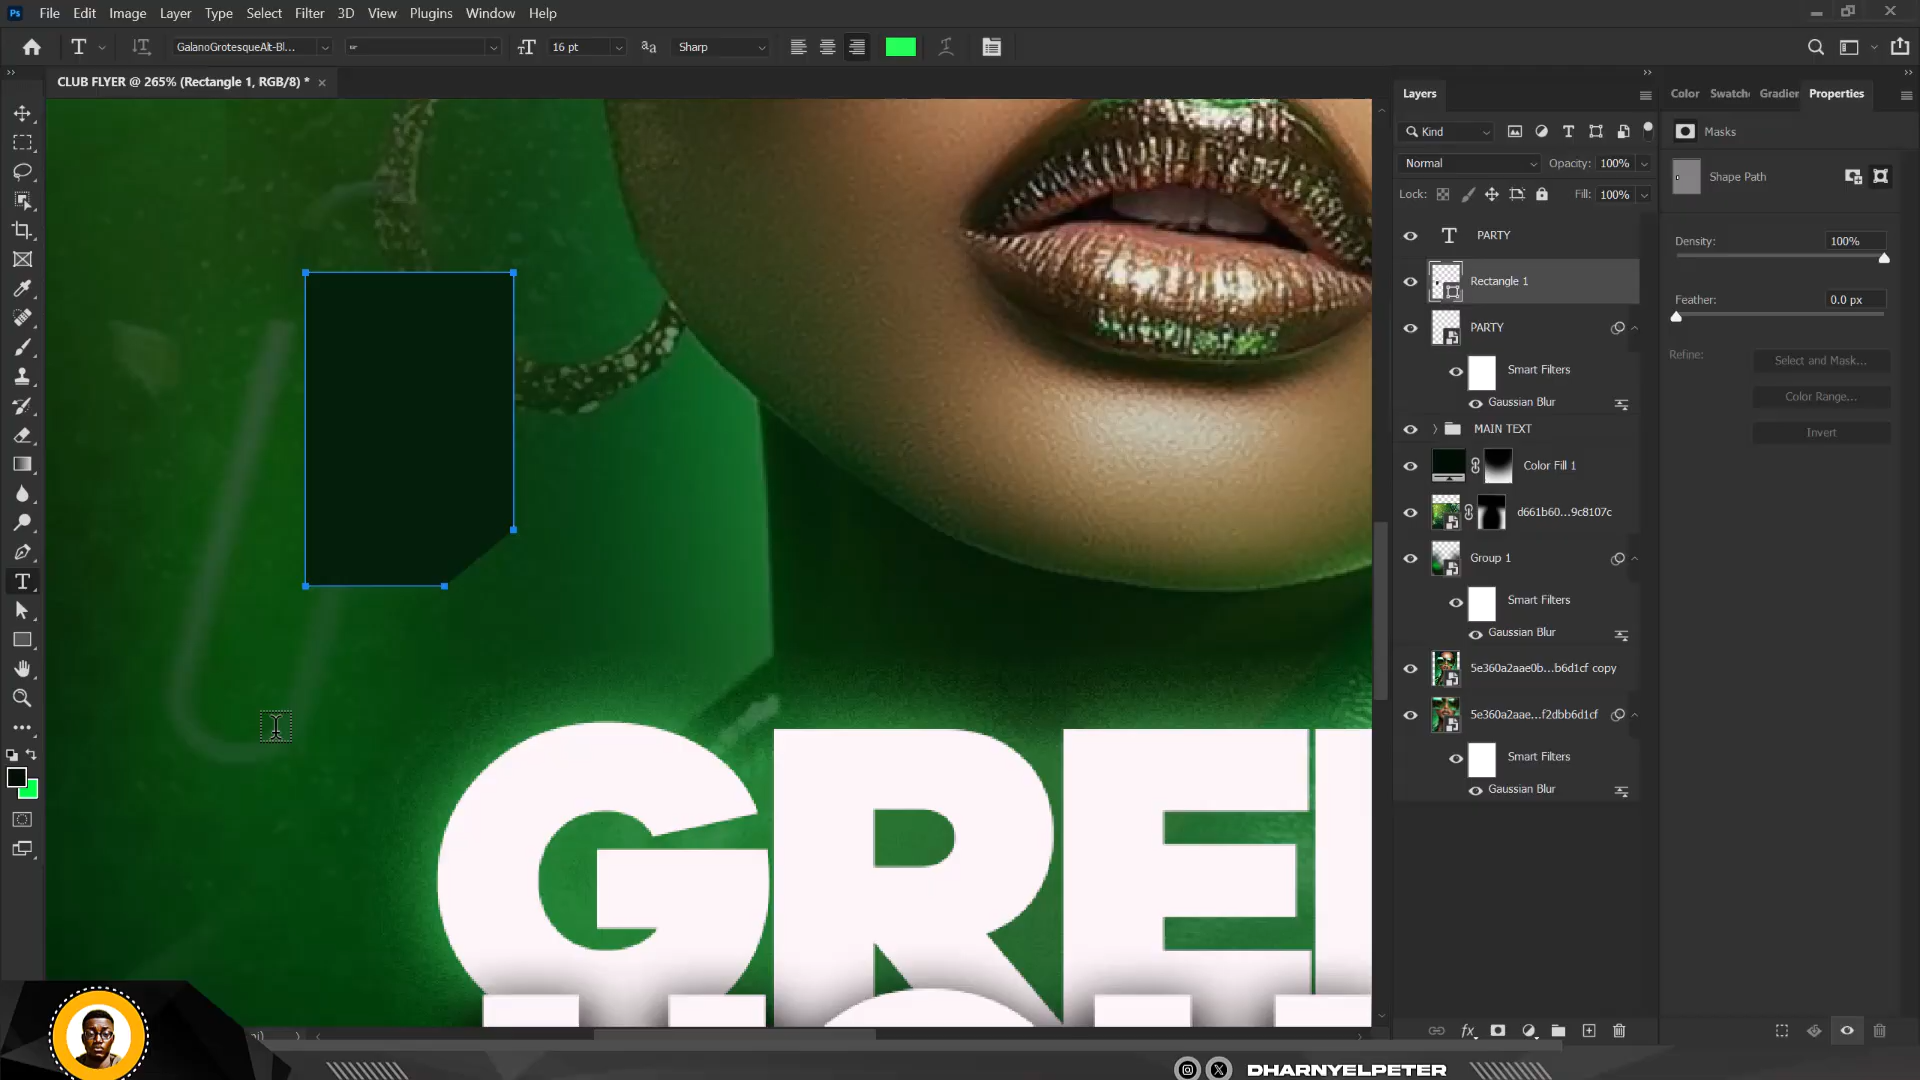 Ps File Edit Image Layer Type Select Filter 3D View Plugins Window Help
GalanoGrotesqueAlt-Bl... 16 pt Sharp
CLUB FLYER @ 265% (Rectangle 1, RGB/8) *
GREE
DHARNYELPETER
Layers
Kind
Normal Opacity: 100%
Lock: Fill: 100%
PARTY
Rectangle 1
PARTY
Smart Filters
Gaussian Blur
MAIN TEXT
Color Fill 1
d661b60...9c8107c
Group 1
Smart Filters
Gaussian Blur
5e360a2aae0b...b6d1cf copy
5e360a2aae...f2dbb6d1cf
Smart Filters
Gaussian Blur
Color Swatche Gradien Properties
Masks
Shape Path
Density: 100%
Feather: 0.0 px
Refine: Select and Mask...
Color Range...
Invert